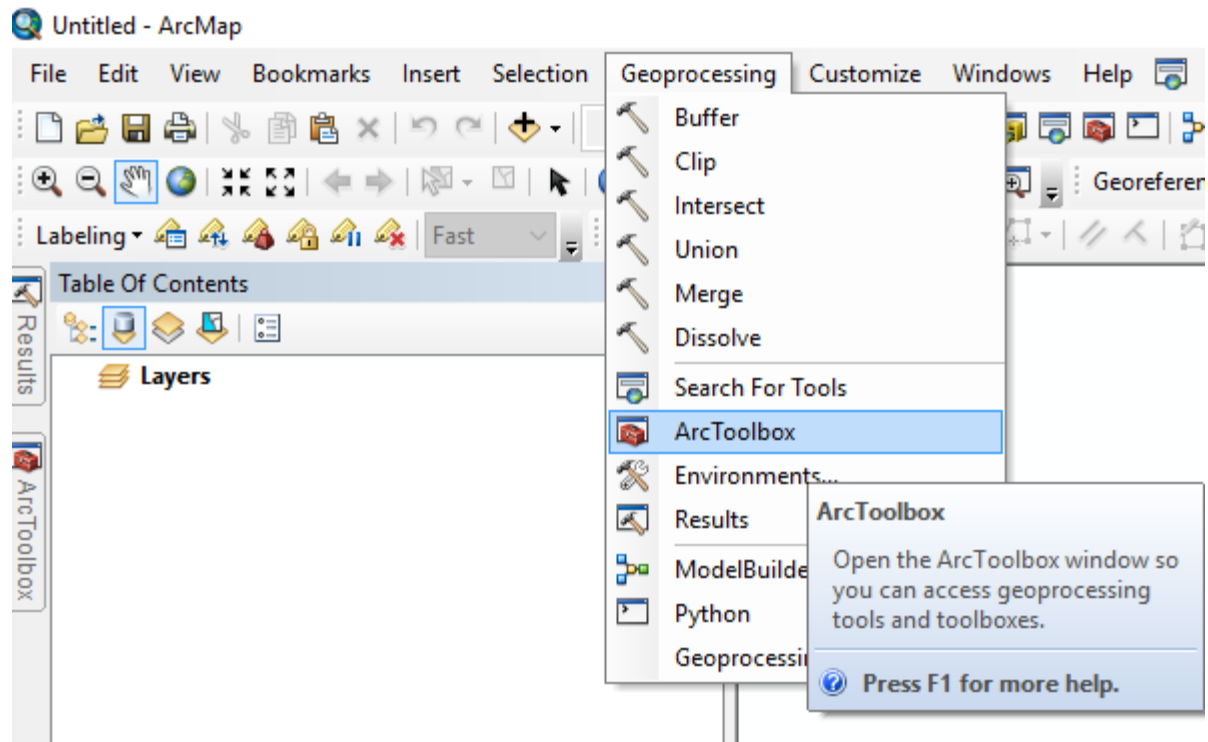 Untitled - ArcMap
File Edit View Bookmarks Insert Selection Geoprocessing Customize Windows Help
Buffer
Clip
Intersect
Georeferen
Labeling Fast
Union
Table Of Contents
Merge
Dissolve
Results
Layers
Search For Tools
ArcToolbox
ArcToolbox
Environments...
Results
ArcToolbox
Open the ArcToolbox window so
you can access geoprocessing
tools and toolboxes.
ModelBuilde
Python
Geoprocessi
Press F1 for more help.